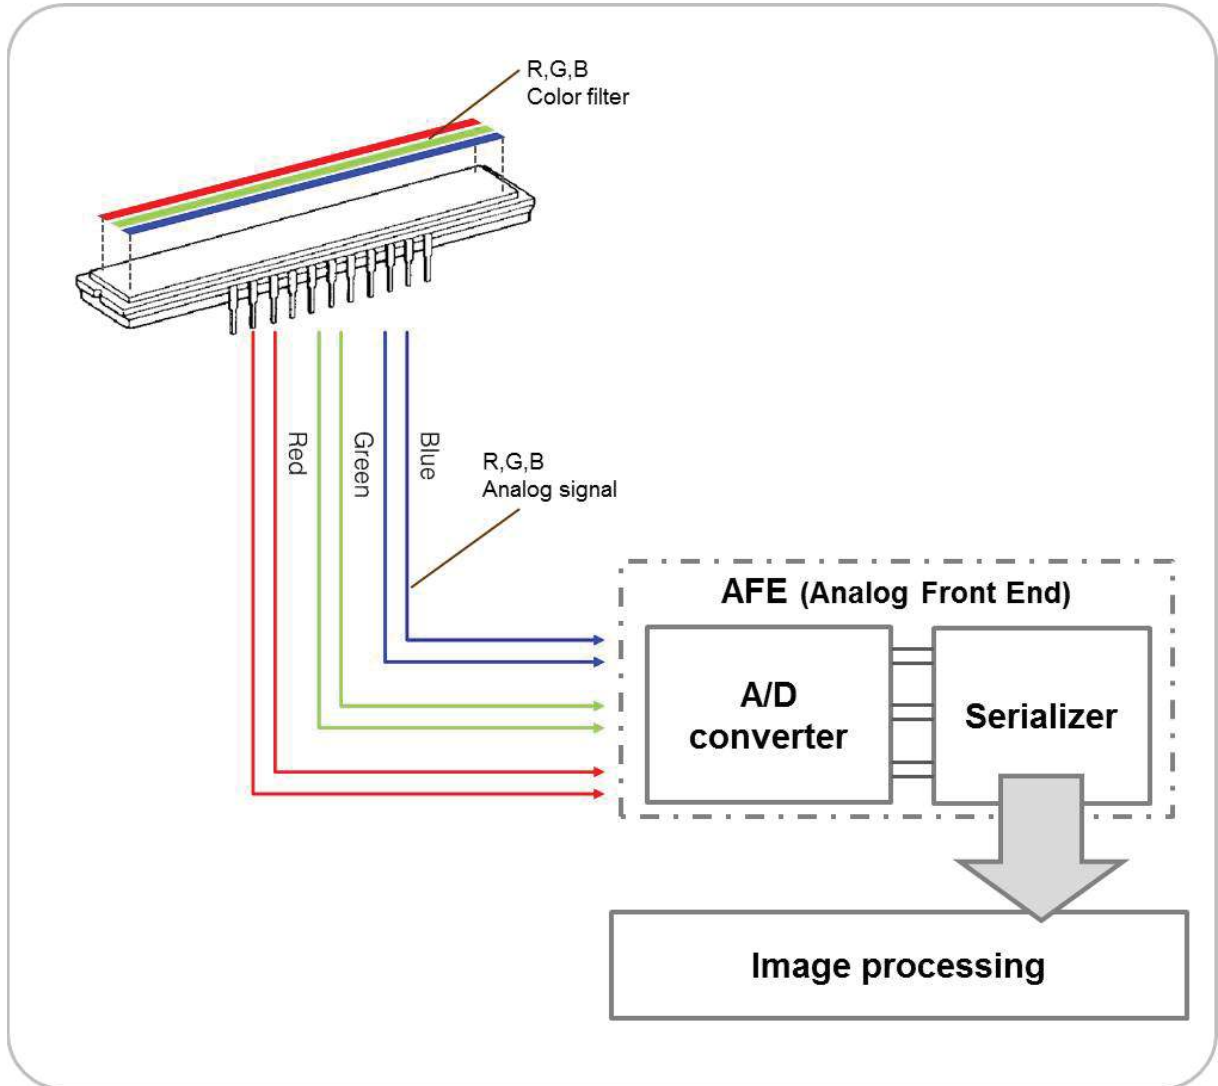 R,G,B
Color filter
Red
Green
Blue
R,G,B
Analog signal
AFE (Analog Front End)
A/D
converter
Serializer
Image processing